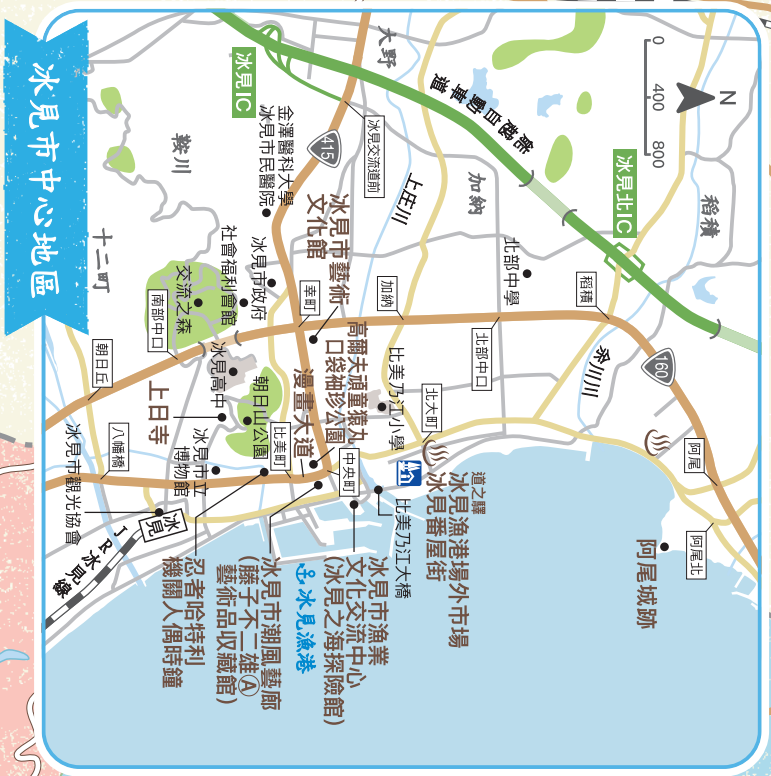 冰見市中心地區
N
0
400
800
大野
冰見IC
能越自動車道
冰見北IC
稻積
冰見交流道前
415
金澤醫科大學
冰見市民醫院
鞍川
十二町
上庄川
加納
北部中學
稻積
余川川
160
阿尾
阿尾北
阿尾城跡
冰見市藝術
文化館
冰見市政府
社會福利會館
交流之森
南部中口
幸町
加納
北部中口
北大町
比美乃江小學
高爾夫頑童猿丸
口袋袖珍公園
漫畫大道
冰見高中
朝日山公園
上日寺
朝日丘
八幡橋
比美町
中央町
冰見市立
博物館
冰見市觀光協會
冰見
JR冰見線
道之驛
冰見漁港場外市場
冰見番屋街
比美乃江大橋
冰見市漁業
文化交流中心
(冰見之海探險館)
冰見漁港
冰見市潮風藝廊
(藤子不二雄Ⓐ
藝術品收藏館)
忍者哈特利
機關人偶時鐘